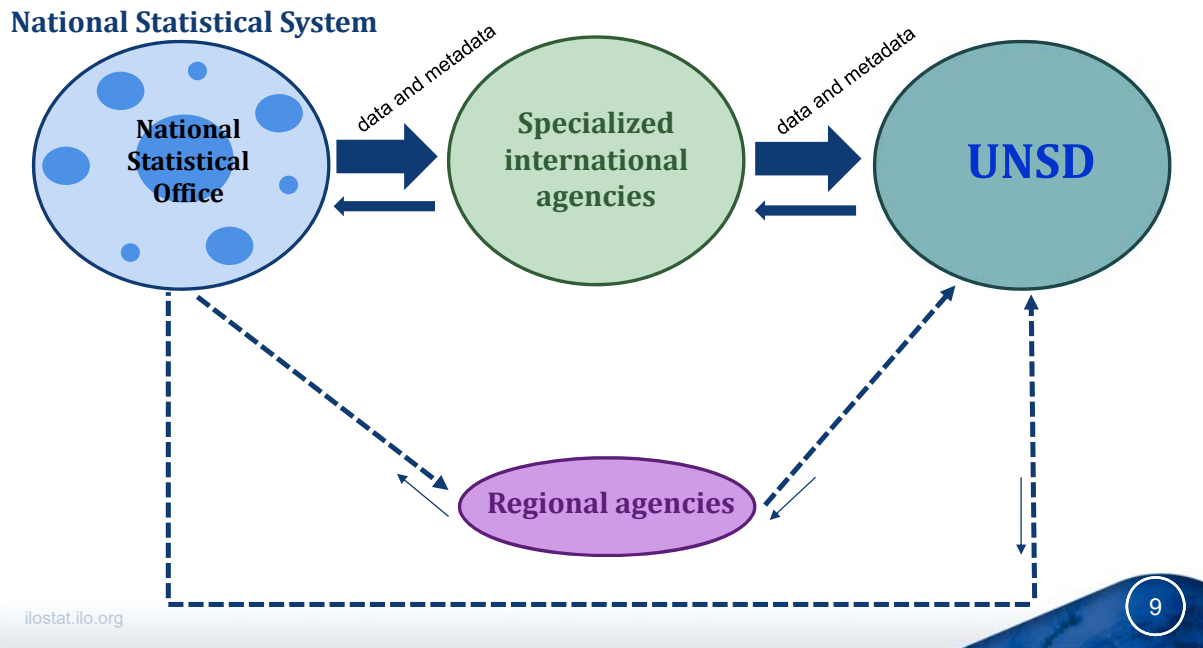 National Statistical System
data and metadata
data and metadata
National
Statistical
Office
Specialized
international
agencies
UNSD
Regional agencies
ilostat.ilo.org
9